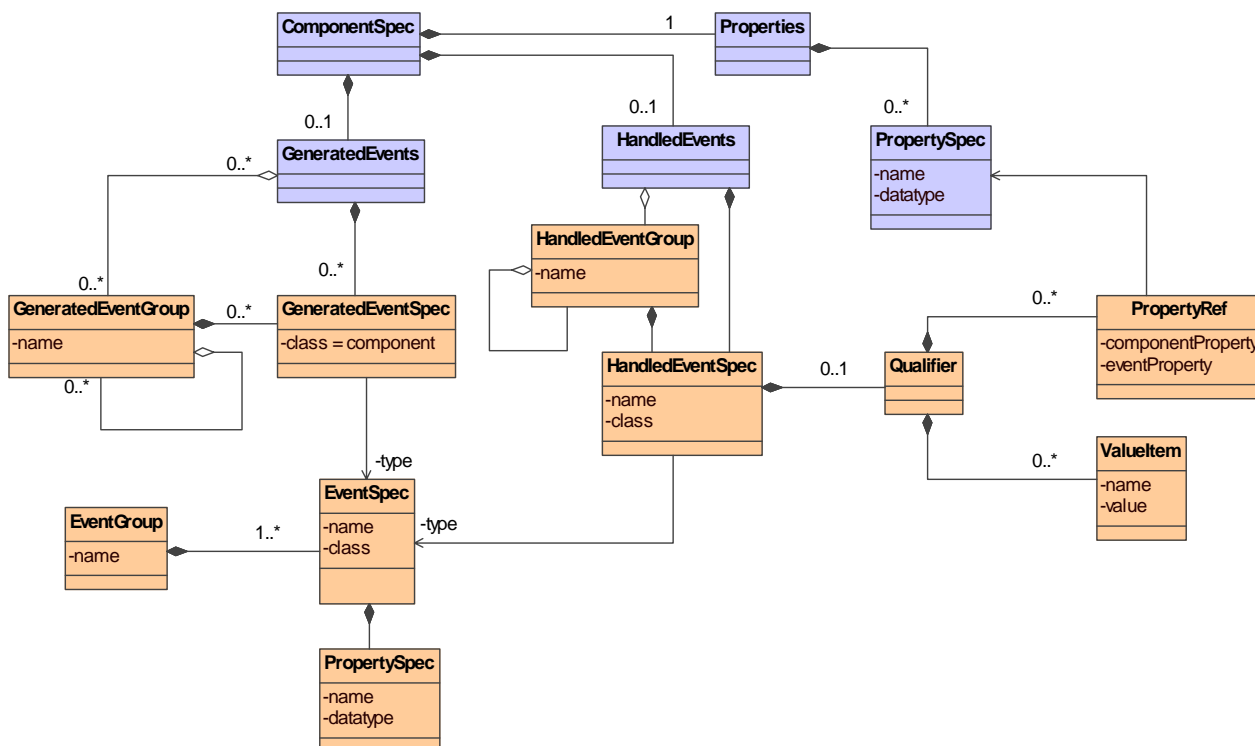 ComponentSpec
1
Properties
0..1
0..1
0..*
GeneratedEvents
HandledEvents
PropertySpec
-name
-datatype
0..*
HandledEventGroup
-name
0..*
0..*
0..*
0..*
GeneratedEventGroup
-name
GeneratedEventSpec
-class = component
PropertyRef
-componentProperty
-eventProperty
0..*
HandledEventSpec
-name
-class
0..1
Qualifier
-type
0..*
ValueItem
-name
-value
EventSpec
-name
-class
-type
EventGroup
-name
1..*
PropertySpec
-name
-datatype